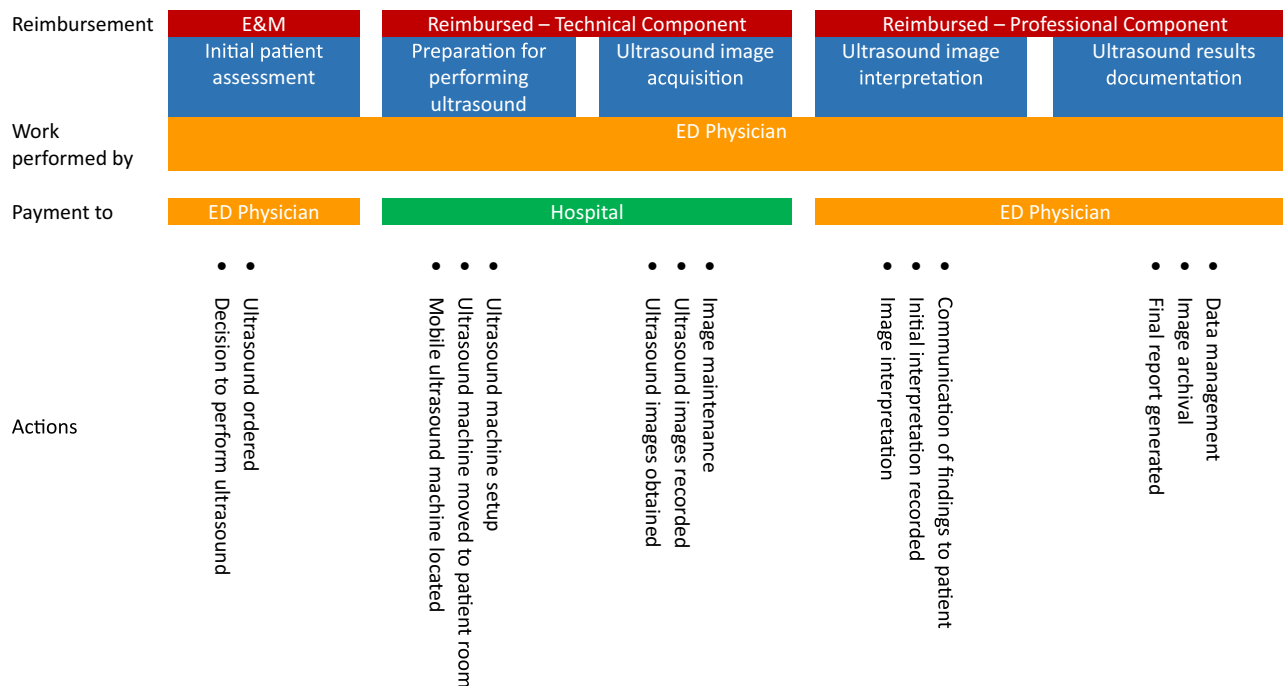 Reimbursement
E&M
Reimbursed – Technical Component
Reimbursed – Professional Component
Initial patient
assessment
Preparation for
performing
ultrasound
Ultrasound image
acquisition
Ultrasound image
interpretation
Ultrasound results
documentation
Work
performed by
ED Physician
Payment to
ED Physician
Hospital
ED Physician
Actions
• Ultrasound ordered
• Decision to perform ultrasound
• Ultrasound machine setup
• Ultrasound machine moved to patient room
• Mobile ultrasound machine located
• Image maintenance
• Ultrasound images recorded
• Ultrasound images obtained
• Communication of findings to patient
• Initial interpretation recorded
• Image interpretation
• Data management
• Image archival
• Final report generated